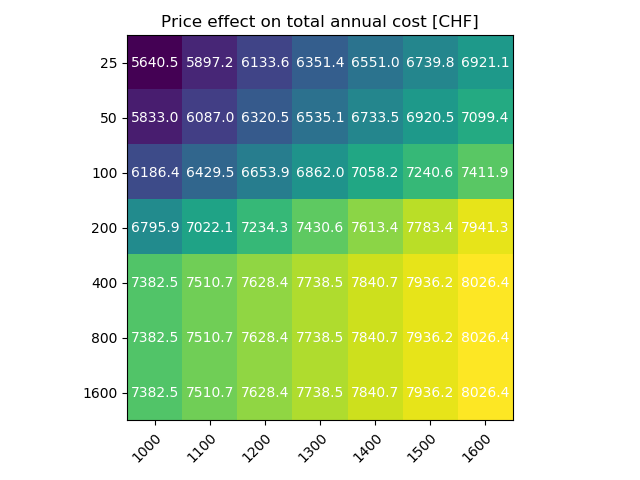 Price effect on total annual cost [CHF]
25 5640.5 5897.2 6133.6 6351.4 6551.0 6739.8 6921.1
50 5833.0 6087.0 6320.5 6535.1 6733.5 6920.5 7099.4
100 6186.4 6429.5 6653.9 6862.0 7058.2 7240.6 7411.9
200 6795.9 7022.1 7234.3 7430.6 7613.4 7783.4 7941.3
400 7382.5 7510.7 7628.4 7738.5 7840.7 7936.2 8026.4
800 7382.5 7510.7 7628.4 7738.5 7840.7 7936.2 8026.4
1600 7382.5 7510.7 7628.4 7738.5 7840.7 7936.2 8026.4
1000 1100 1200 1300 1400 1500 1600